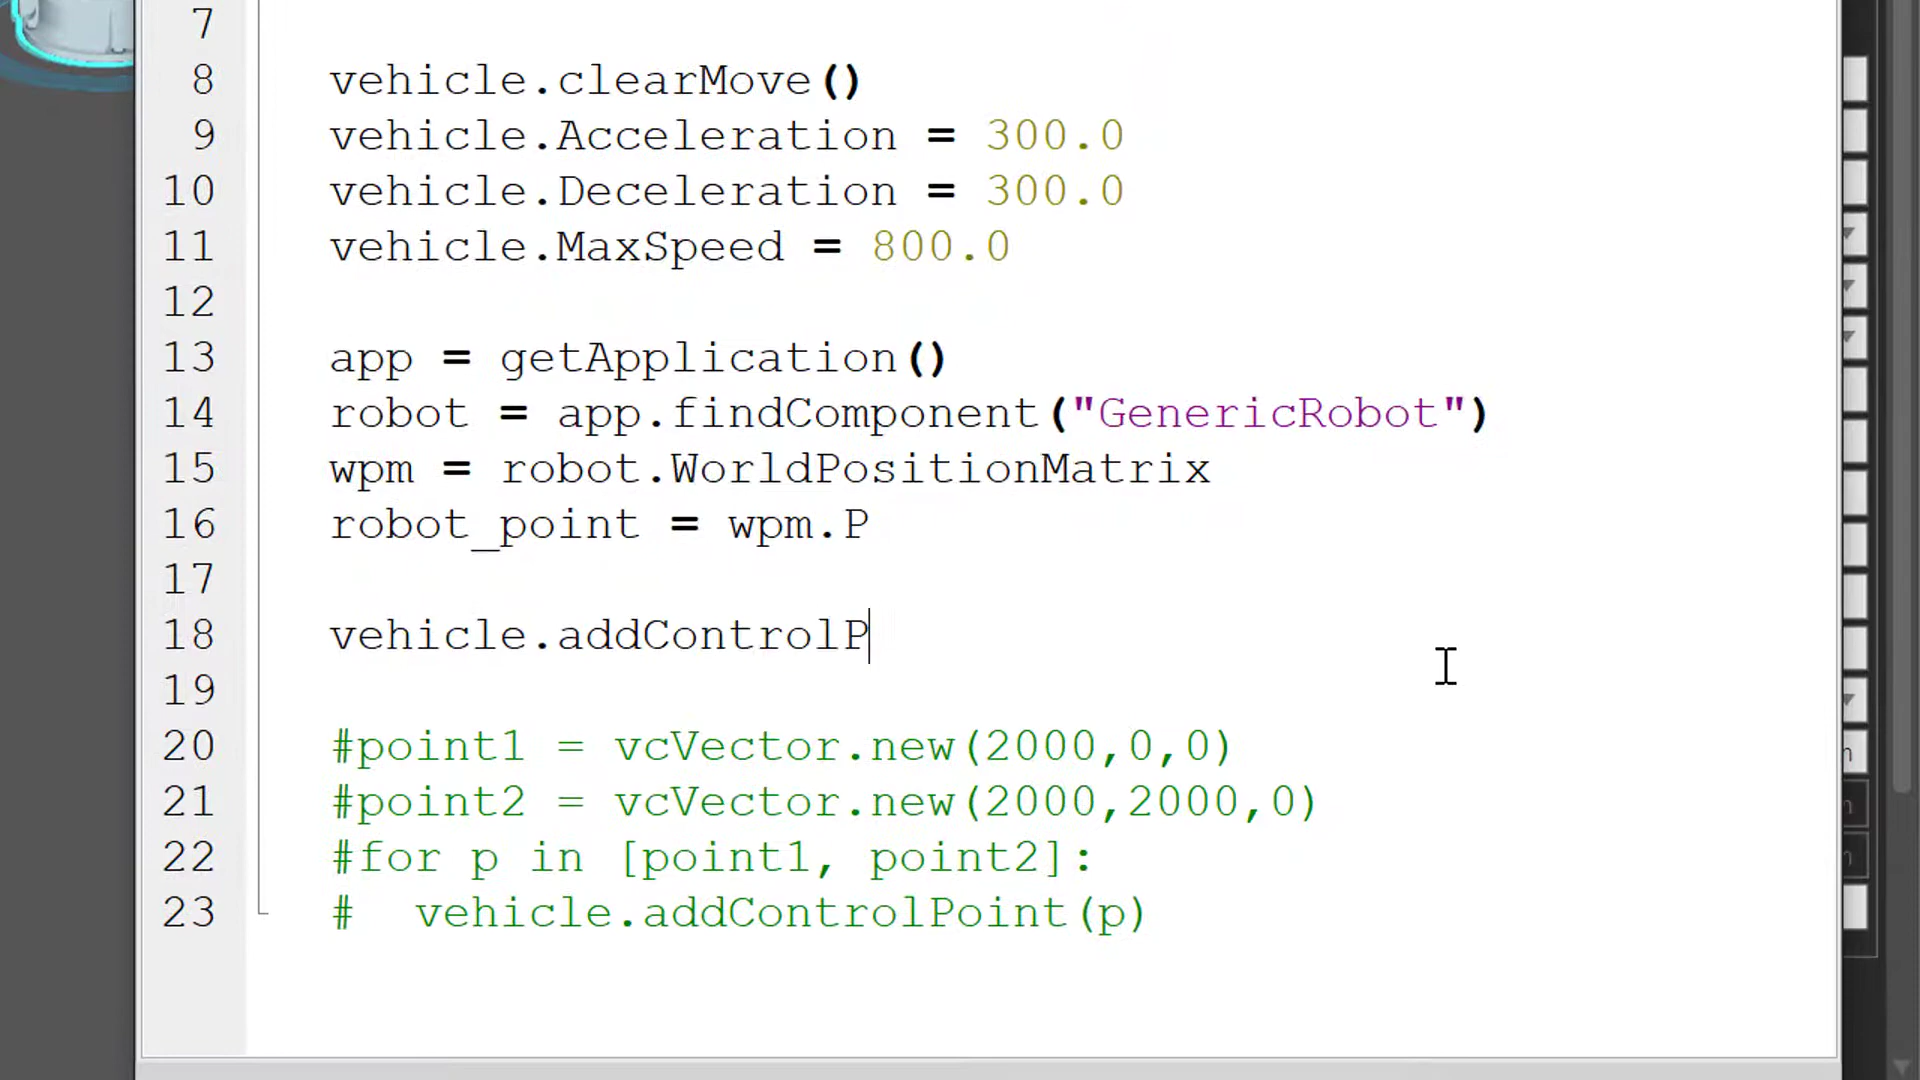 7
8 vehicle.clearMove()
9 vehicle.Acceleration = 300.0
10 vehicle.Deceleration = 300.0
11 vehicle.MaxSpeed = 800.0
12
13 app = getApplication()
14 robot = app.findComponent("GenericRobot")
15 wpm = robot.WorldPositionMatrix
16 robot_point = wpm.P
17
18 vehicle.addControlP
19
20 #point1 = vcVector.new(2000,0,0)
21 #point2 = vcVector.new(2000,2000,0)
22 #for p in [point1, point2]:
23 #  vehicle.addControlPoint(p)